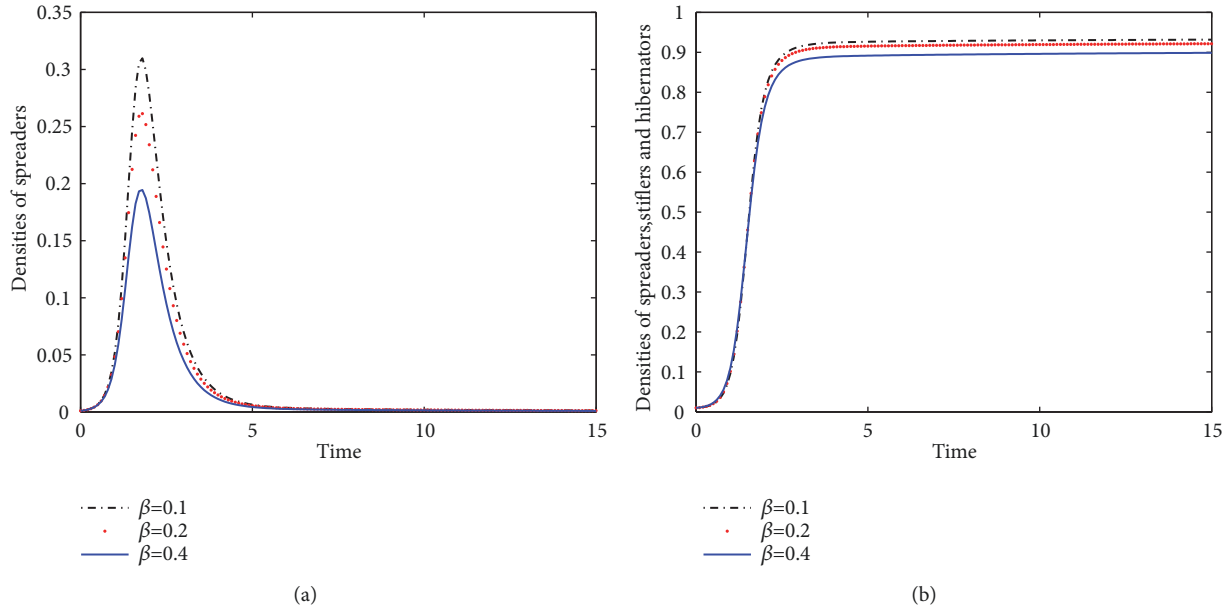 0.35
0.3
0.25
0.2
0.15
0.1
0.05
0
Densities of spreaders
0
5
10
15
Time
β=0.1
β=0.2
β=0.4
(a)
1
0.9
0.8
0.7
0.6
0.5
0.4
0.3
0.2
0.1
0
Densities of spreaders,stiflers and hibernators
0
5
10
15
Time
β=0.1
β=0.2
β=0.4
(b)